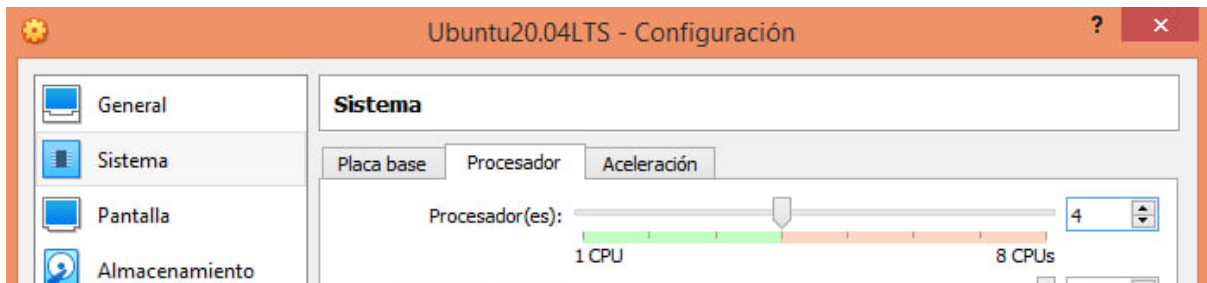 Ubuntu20.04LTS - Configuración
?
General
Sistema
Pantalla
Almacenamiento
Sistema
Placa base Procesador Aceleración
Procesador(es): 4
1 CPU 8 CPUs